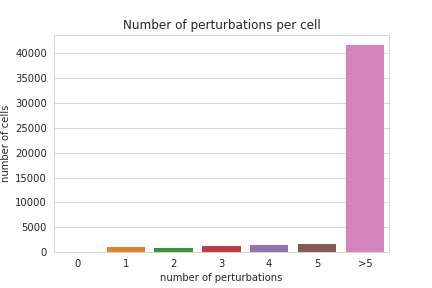 Number of perturbations per cell
number of cells
40000
35000
30000
25000
20000
15000
10000
5000
0
0 1 2 3 4 5 >5
number of perturbations